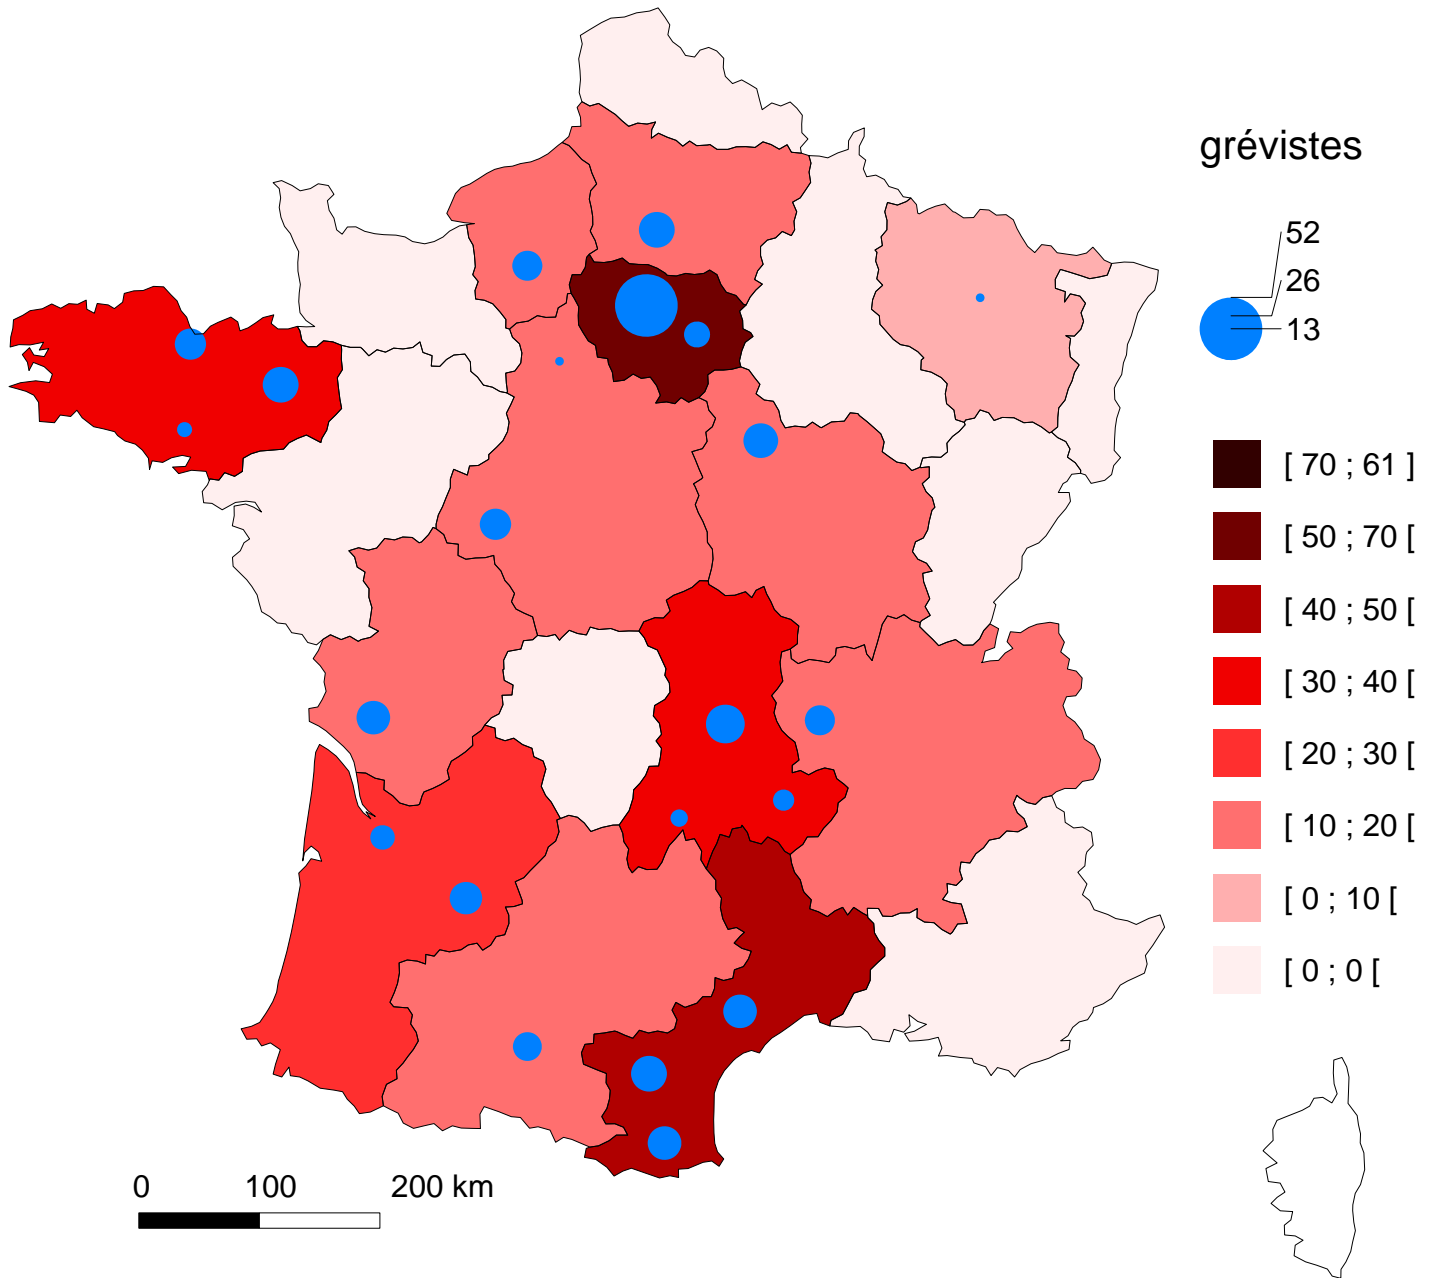 grévistes
52
26
13
[ 70 ; 61 ]
[ 50 ; 70 [
[ 40 ; 50 [
[ 30 ; 40 [
[ 20 ; 30 [
[ 10 ; 20 [
[ 0 ; 10 [
[ 0 ; 0 [
0 100 200 km